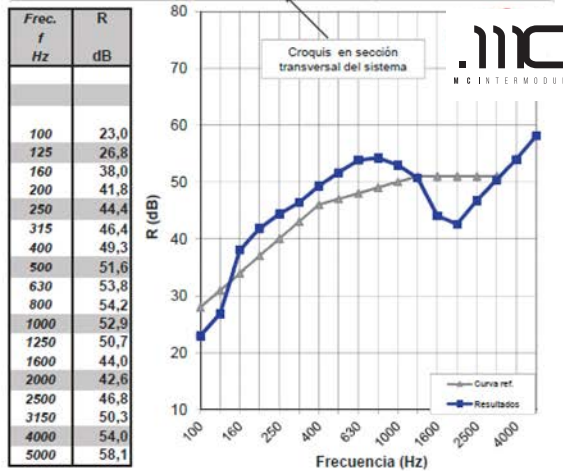 Frec. R
f
Hz dB
100 23,0
125 26,8
160 38,0
200 41,8
250 44,4
315 46,4
400 49,3
500 51,6
630 53,8
800 54,2
1000 52,9
1250 50,7
1600 44,0
2000 42,6
2500 46,8
3150 50,3
4000 54,0
5000 58,1
80
70
60
50
40
30
20
10
R (dB)
Croquis en sección
transversal del sistema
.mc
MCINTERMODU
Curva ref.
Resultados
100 160 250 400 630 1000 1600 2500 4000
Frecuencia (Hz)